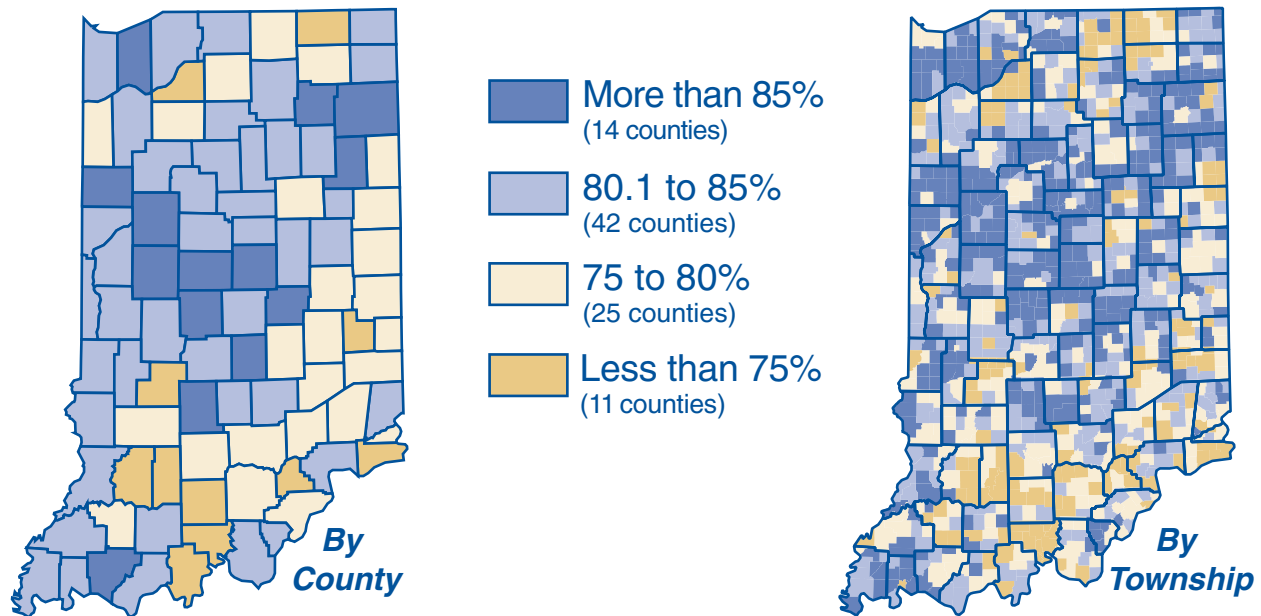 More than 85%
(14 counties)
80.1 to 85%
(42 counties)
75 to 80%
(25 counties)
Less than 75%
(11 counties)
By
County
By
Township